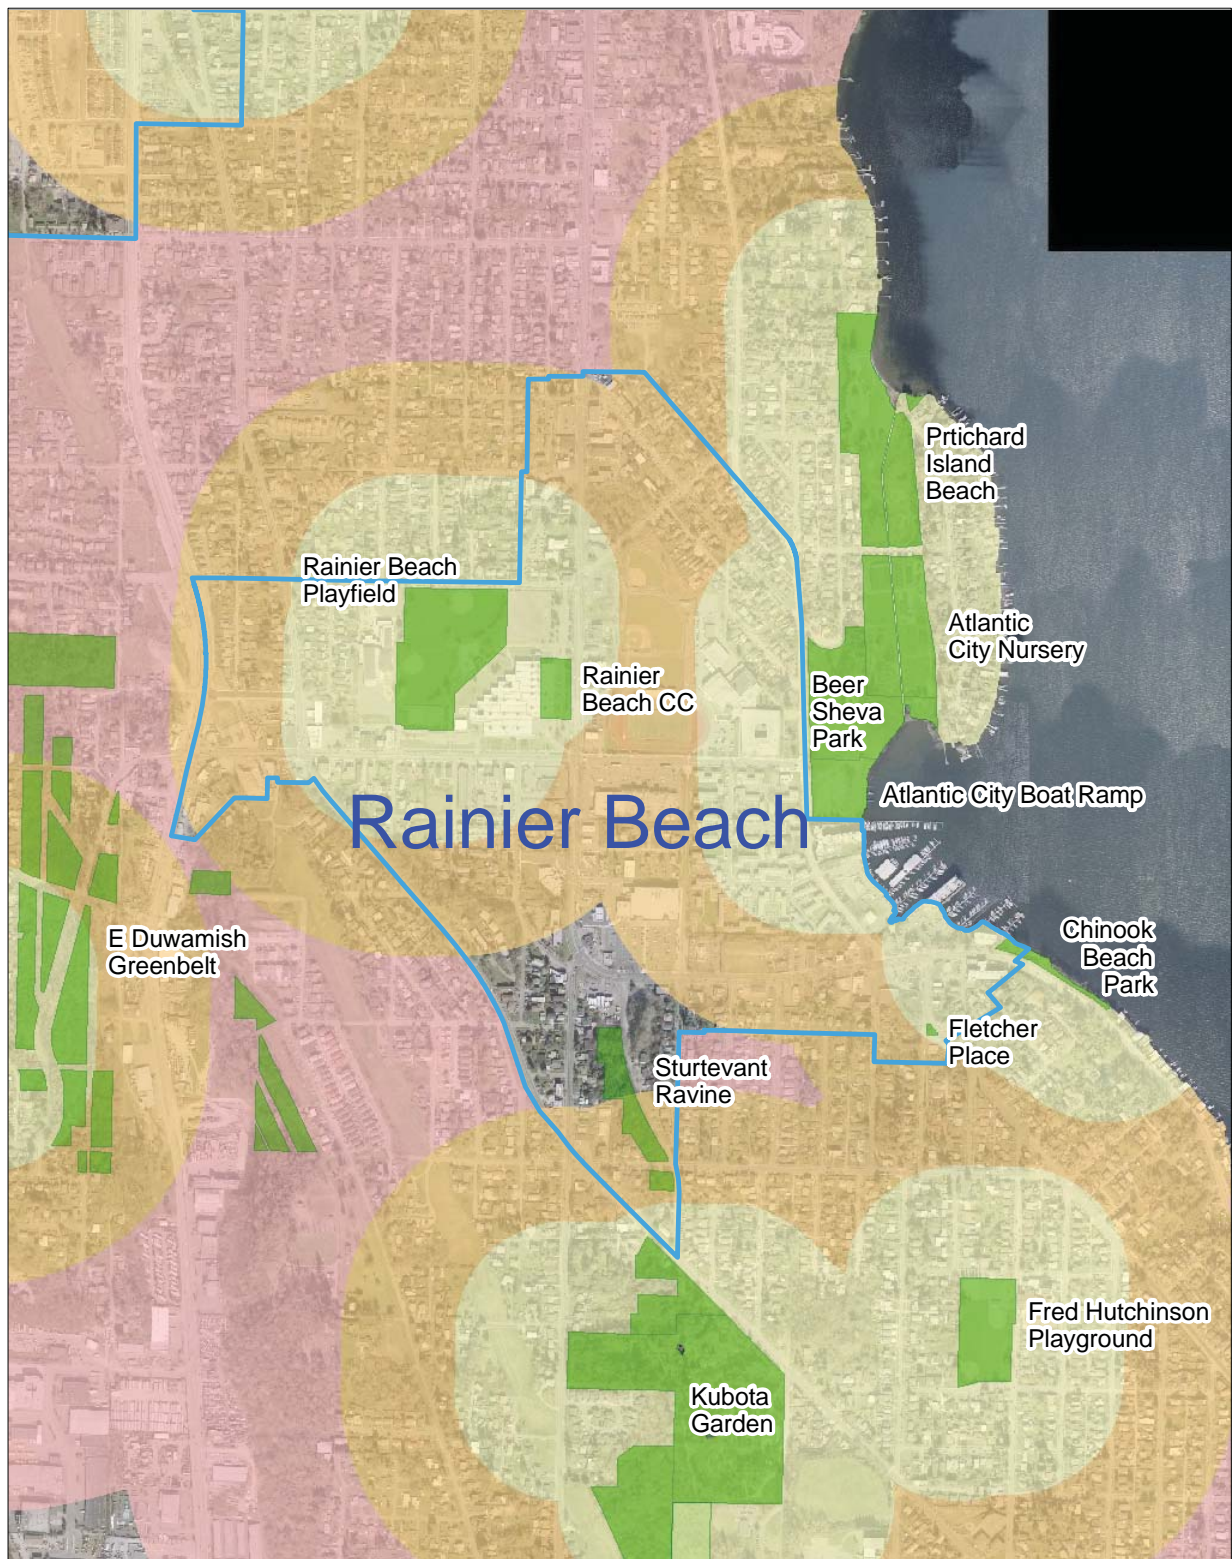 Prtichard
Island
Beach
Rainier Beach
Playfield
Atlantic
City Nursery
Rainier
Beach CC
Beer
Sheva
Park
Atlantic City Boat Ramp
Rainier Beach
E Duwamish
Greenbelt
Chinook
Beach
Park
Fletcher
Place
Sturtevant
Ravine
Fred Hutchinson
Playground
Kubota
Garden